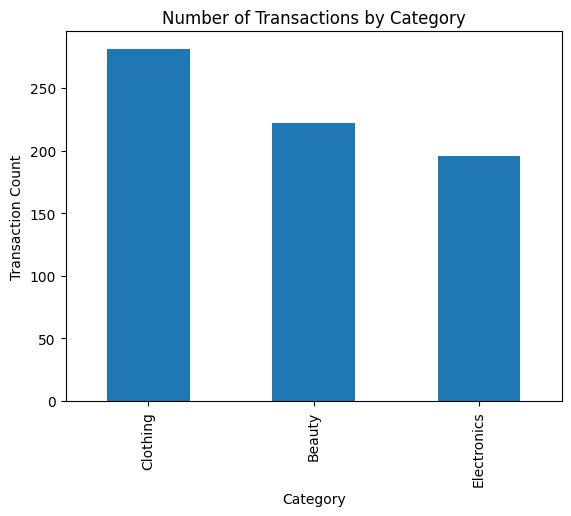 Number of Transactions by Category
Transaction Count
250
200
150
100
50
0
Clothing
Beauty
Electronics
Category